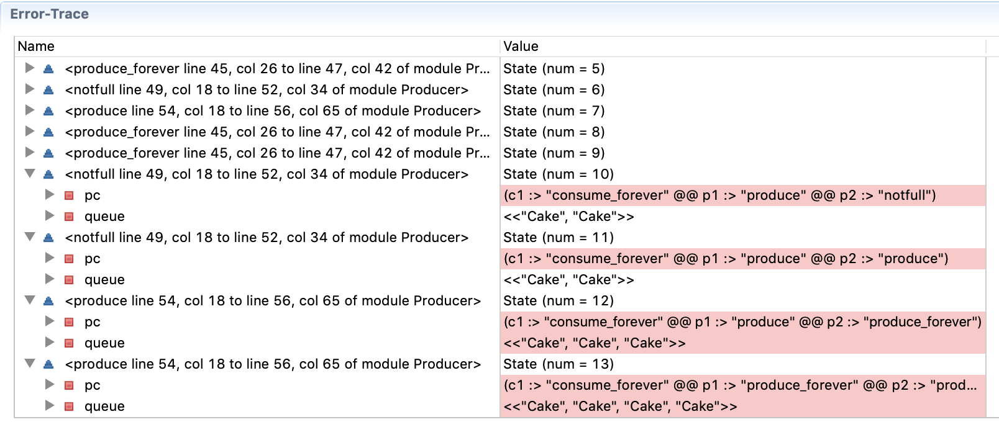 Error-Trace
Name Value
<produce_forever line 45, col 26 to line 47, col 42 of module Pr... State (num = 5)
<notfull line 49, col 18 to line 52, col 34 of module Producer> State (num = 6)
<produce line 54, col 18 to line 56, col 65 of module Producer> State (num = 7)
<produce_forever line 45, col 26 to line 47, col 42 of module Pr... State (num = 8)
<produce_forever line 45, col 26 to line 47, col 42 of module Pr... State (num = 9)
<notfull line 49, col 18 to line 52, col 34 of module Producer> State (num = 10)
pc (c1 :> "consume_forever" @@ p1 :> "produce" @@ p2 :> "notfull")
queue <<"Cake", "Cake">>
<notfull line 49, col 18 to line 52, col 34 of module Producer> State (num = 11)
pc (c1 :> "consume_forever" @@ p1 :> "produce" @@ p2 :> "produce")
queue <<"Cake", "Cake">>
<produce line 54, col 18 to line 56, col 65 of module Producer> State (num = 12)
pc (c1 :> "consume_forever" @@ p1 :> "produce" @@ p2 :> "produce_forever")
queue <<"Cake", "Cake", "Cake">>
<produce line 54, col 18 to line 56, col 65 of module Producer> State (num = 13)
pc (c1 :> "consume_forever" @@ p1 :> "produce_forever" @@ p2 :> "prod...
queue <<"Cake", "Cake", "Cake", "Cake">>